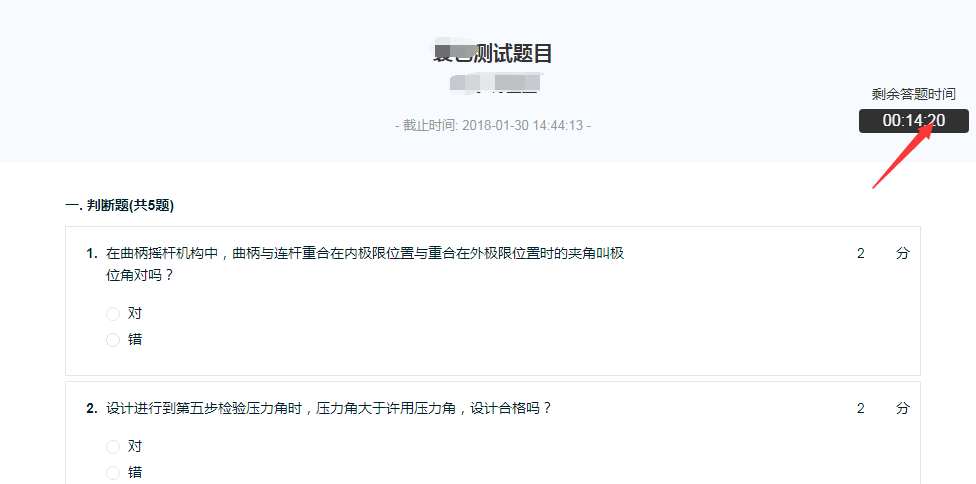 测试题目
- 截止时间: 2018-01-30 14:44:13 -
剩余答题时间
00:14:20
一. 判断题(共5题)
1. 在曲柄摇杆机构中，曲柄与连杆重合在内极限位置与重合在外极限位置时的夹角叫极
位角对吗？
2 分
对
错
2. 设计进行到第五步检验压力角时，压力角大于许用压力角，设计合格吗？
2 分
对
错